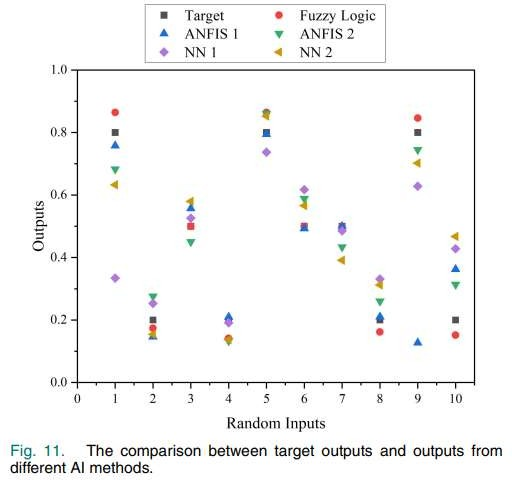 Target Fuzzy Logic
ANFIS 1 ANFIS 2
NN 1 NN 2
1.0
0.8
0.6
0.4
0.2
0.0
Outputs
0 1 2 3 4 5 6 7 8 9 10
Random Inputs
Fig. 11. The comparison between target outputs and outputs from
different AI methods.